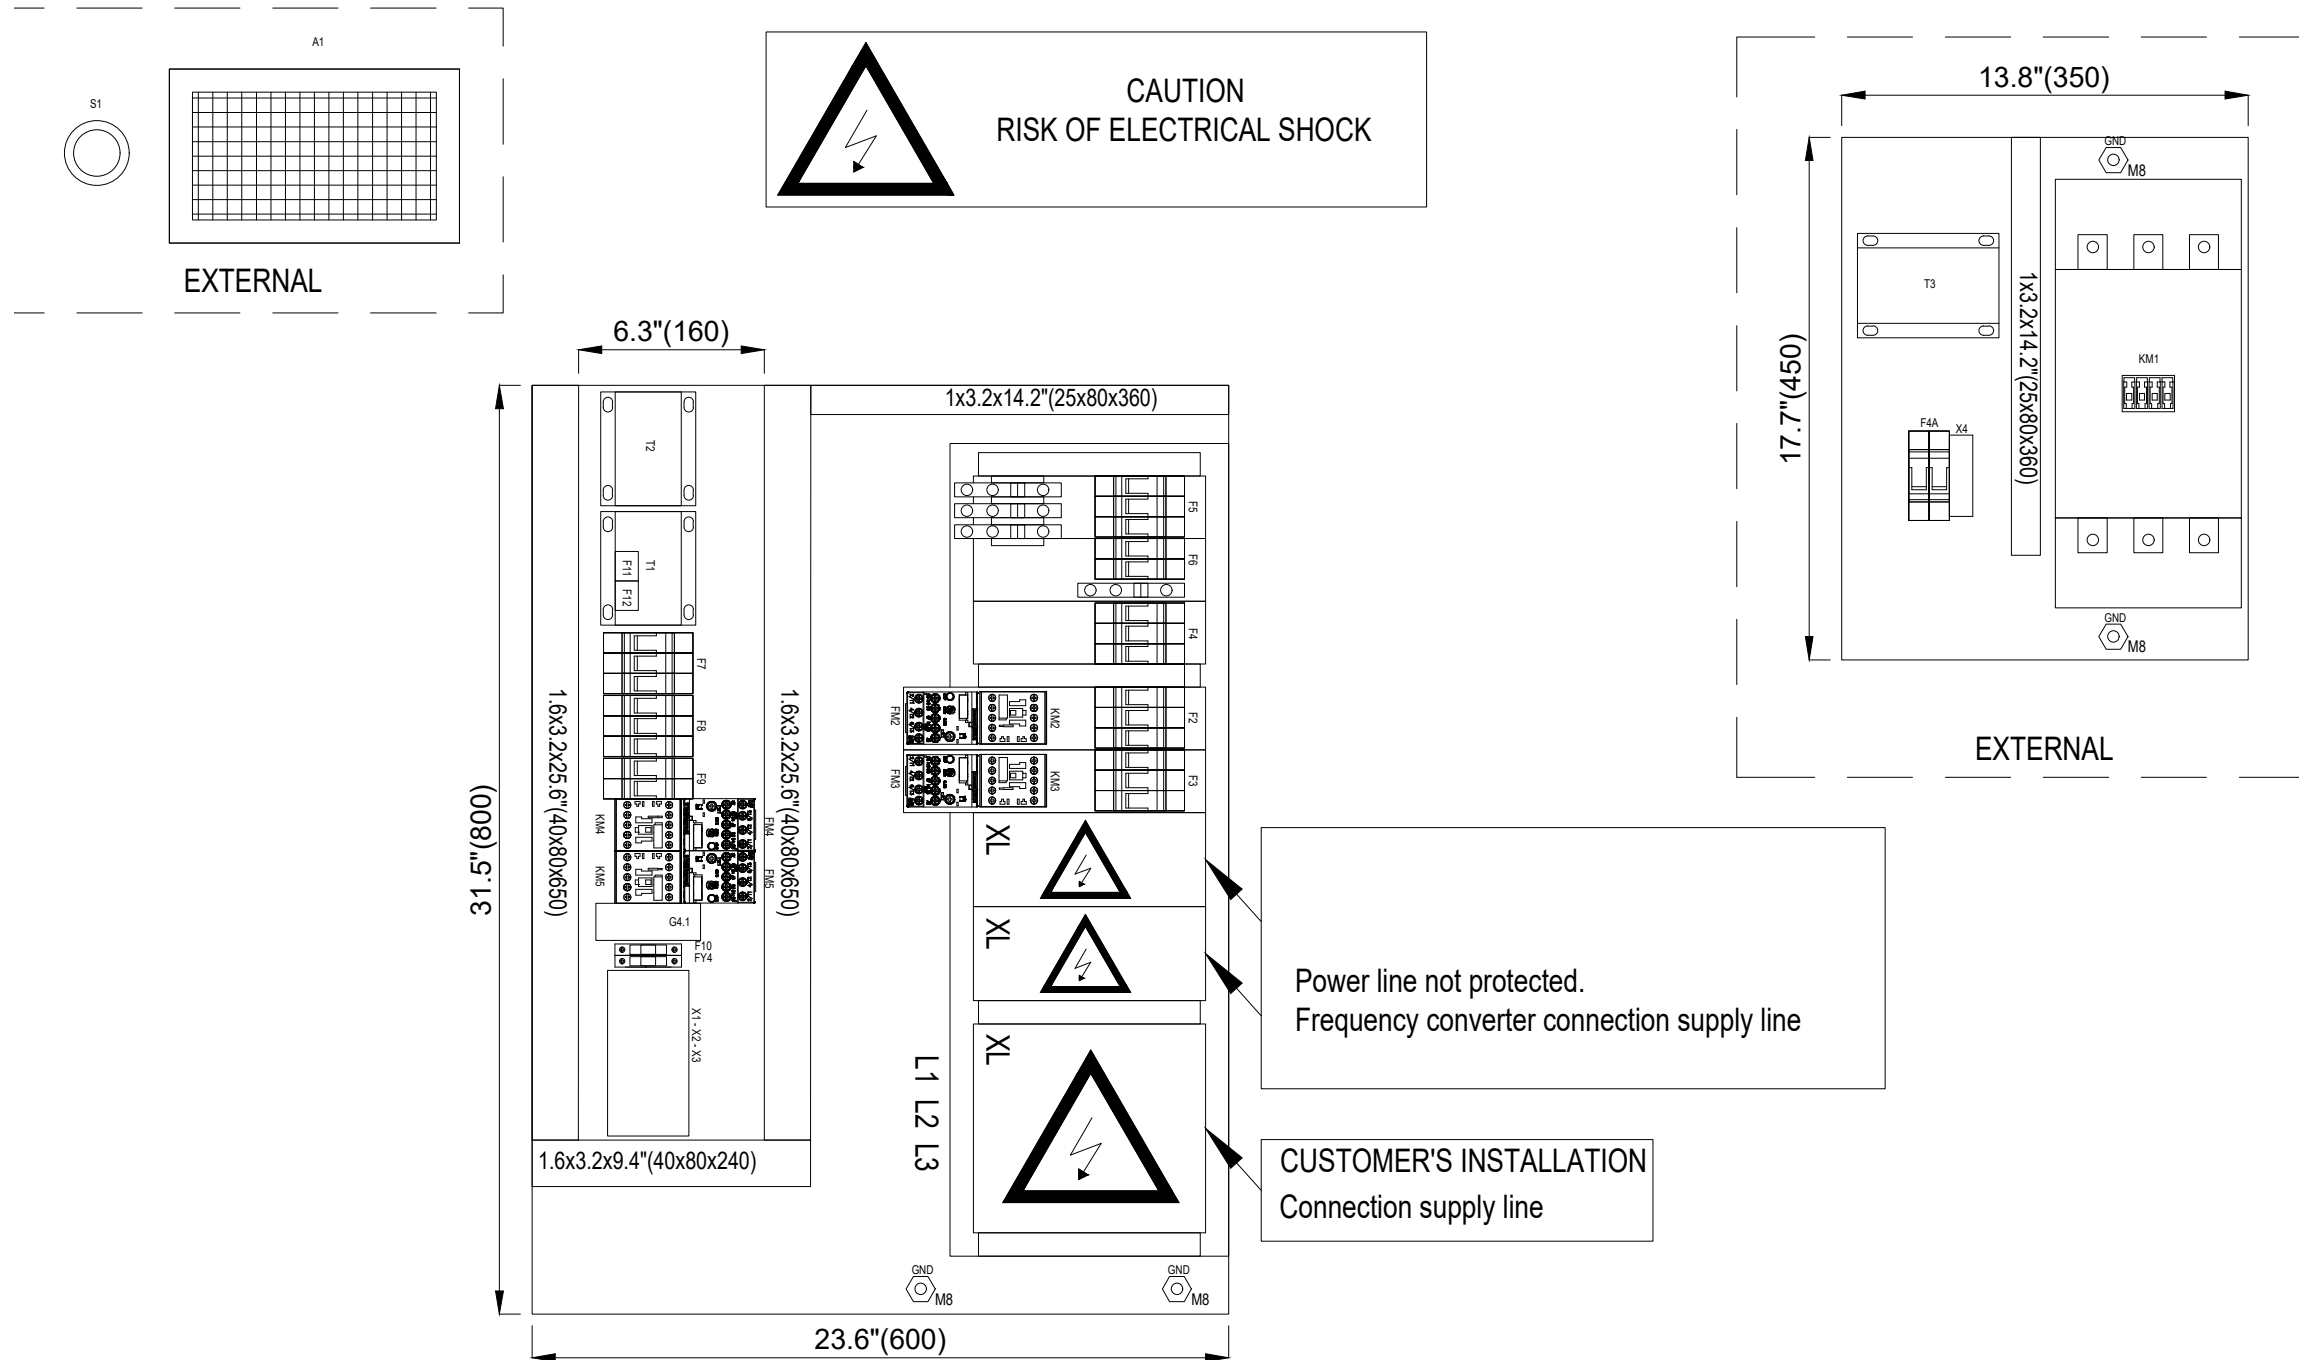 A1
S1
EXTERNAL
CAUTION
RISK OF ELECTRICAL SHOCK
13.8"(350)
17.7"(450)
GND
M8
T3
1x3.2x14.2"(25x80x360)
KM1
F4A
X4
GND
M8
EXTERNAL
6.3"(160)
31.5"(800)
1x3.2x14.2"(25x80x360)
T2
T1
F11
F12
F7
F8
F9
1.6x3.2x25.6"(40x80x650)
1.6x3.2x25.6"(40x80x650)
KM4
FM4
KM5
FM5
G4.1
F10
FY4
X1 - X2 - X3
1.6x3.2x9.4"(40x80x240)
F5
F6
F4
FM2
KM2
F2
FM3
KM3
F3
XL
XL
XL
L1 L2 L3
Power line not protected.
Frequency converter connection supply line
CUSTOMER'S INSTALLATION
Connection supply line
GND
M8
GND
M8
23.6"(600)